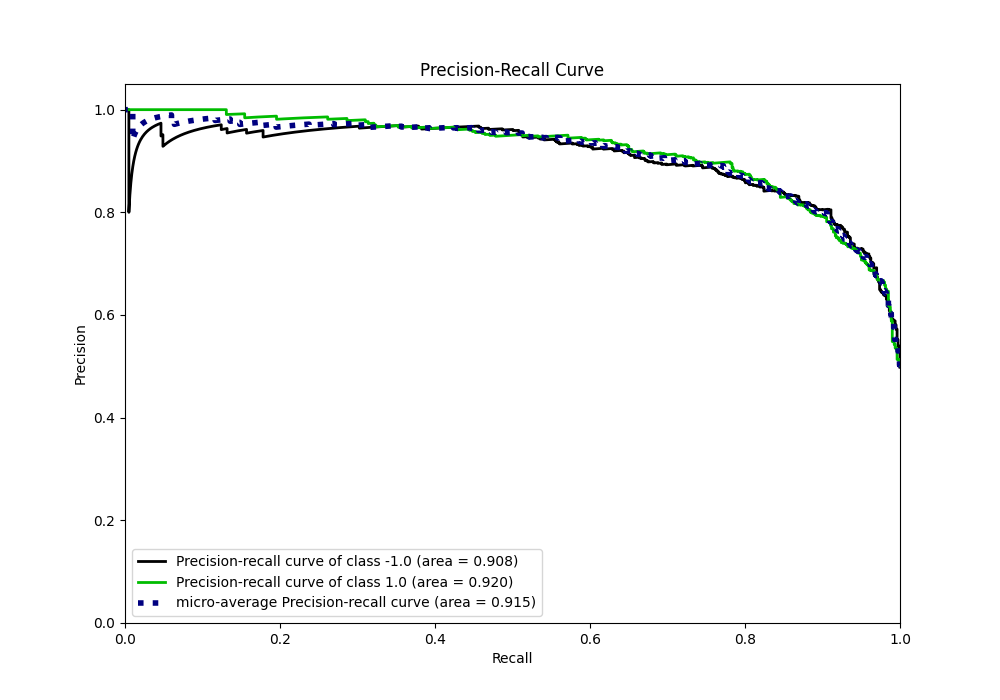 Precision-Recall Curve
1.0
0.8
0.6
0.4
0.2
0.0
Precision
Precision-recall curve of class -1.0 (area = 0.908)
Precision-recall curve of class 1.0 (area = 0.920)
micro-average Precision-recall curve (area = 0.915)
0.0 0.2 0.4 0.6 0.8 1.0
Recall